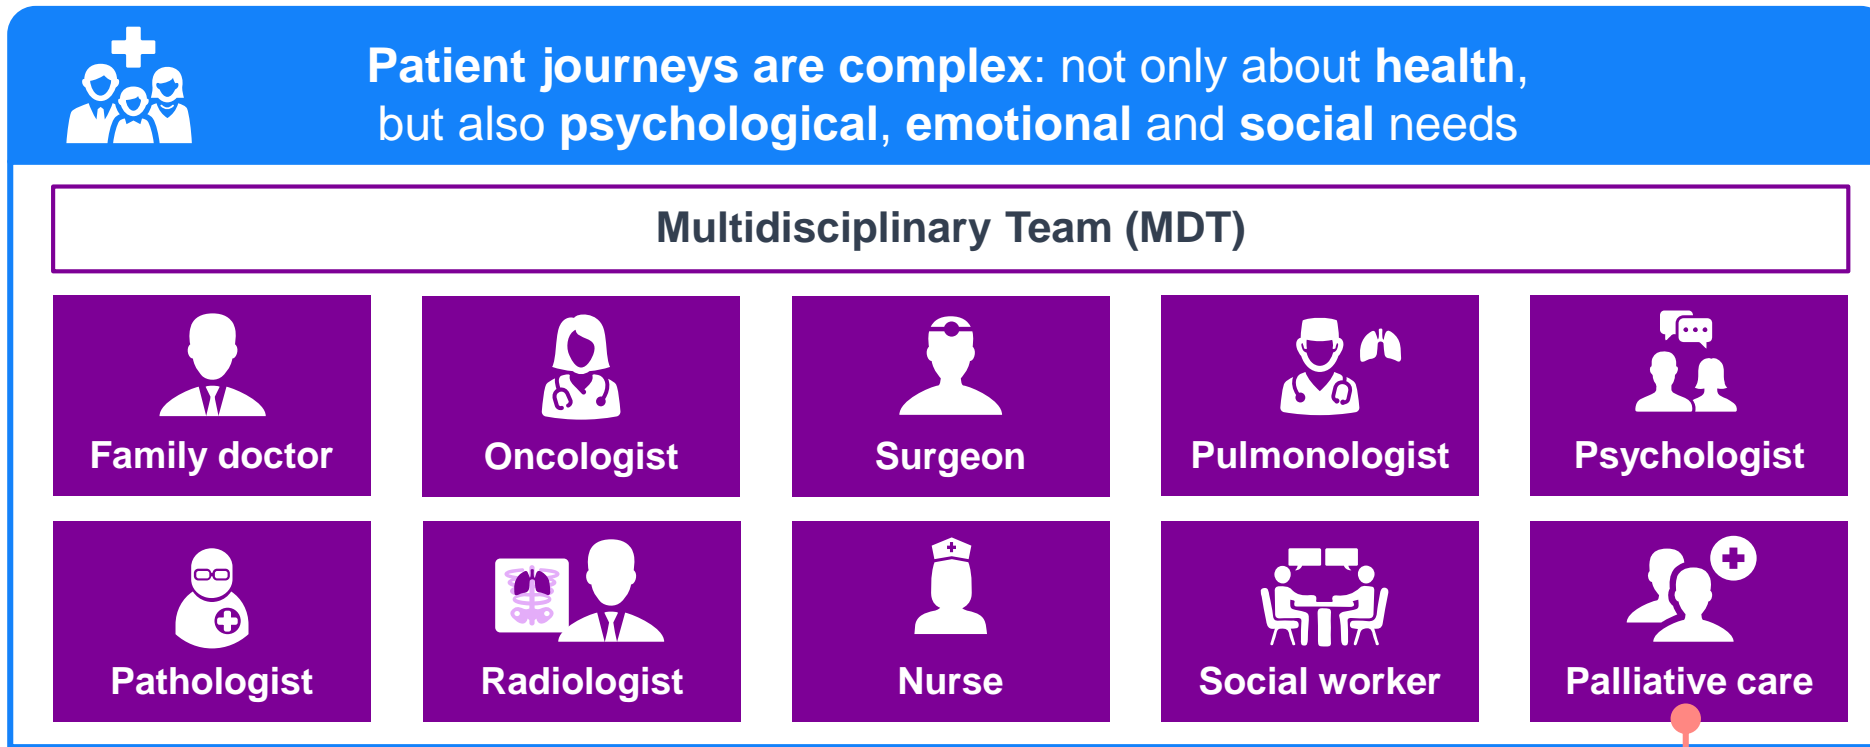 Patient journeys are complex: not only about health,
but also psychological, emotional and social needs
Multidisciplinary Team (MDT)
Family doctor
Oncologist
Surgeon
Pulmonologist
Psychologist
Pathologist
Radiologist
Nurse
Social worker
Palliative care